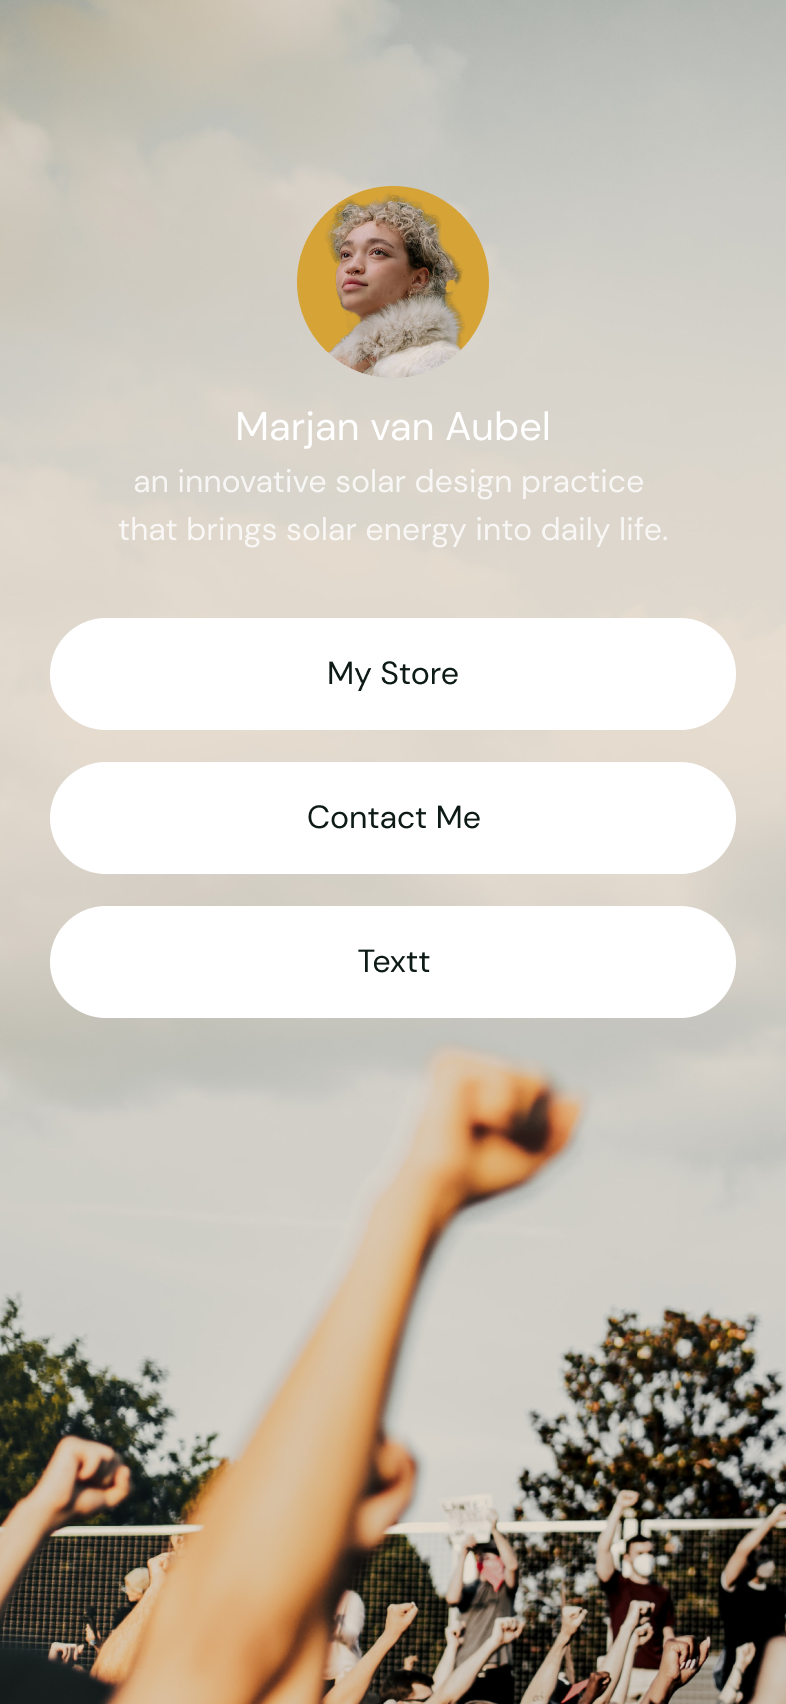 Marjan van Aubel
an innovative solar design practice
that brings solar energy into daily life.
My Store
Contact Me
Textt